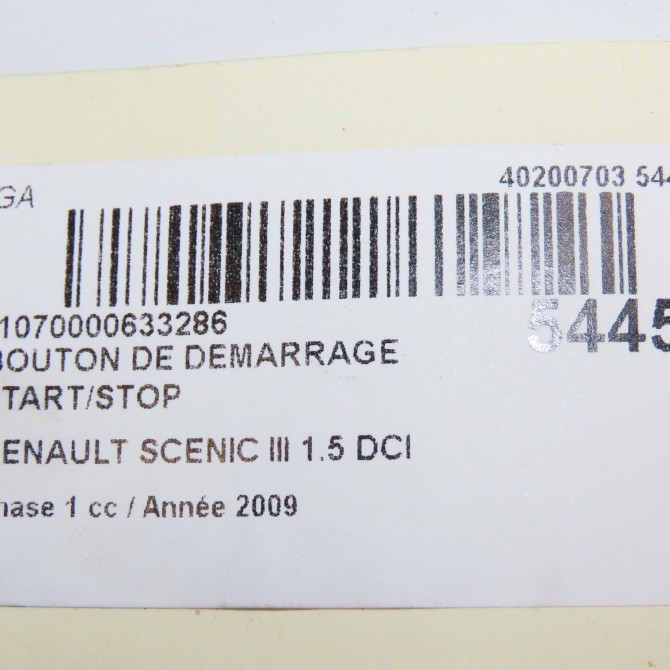 GA
40200703 544
1070000633286
5445
BOUTON DE DEMARRAGE
TART/STOP
ENAULT SCENIC III 1.5 DCI
hase 1 cc / Année 2009